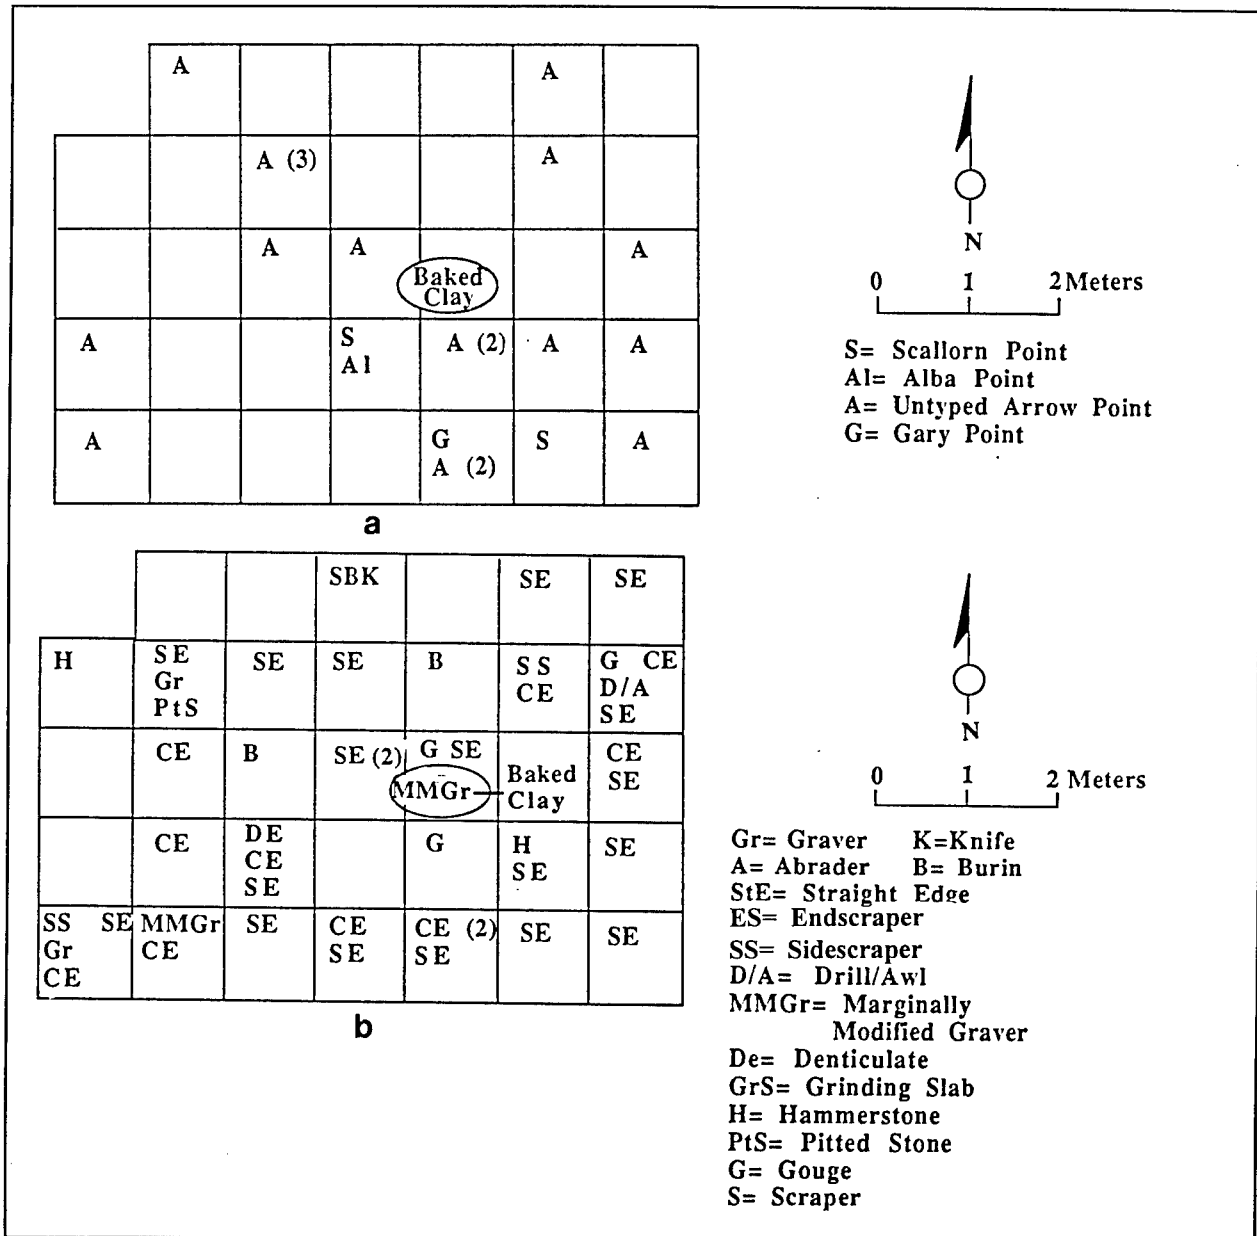 A A
A (3) A
A A A
Baked
Clay
A S A (2) A A
Al
A G S A
A (2)
a
N
0 1 2 Meters
S= Scallorn Point
Al= Alba Point
A= Untyped Arrow Point
G= Gary Point
SBK SE SE
H SE SE SE B SS G CE
Gr CE D/A
PtS SE
CE B SE (2) G SE CE
MMGr Baked SE
Clay
CE DE G H SE
CE SE
SE
SS SE MMGr SE CE CE (2) SE SE
Gr CE SE SE
CE
b
N
0 1 2 Meters
Gr= Graver K=Knife
A= Abrader B= Burin
StE= Straight Edge
ES= Endscraper
SS= Sidescraper
D/A= Drill/Awl
MMGr= Marginally
Modified Graver
De= Denticulate
GrS= Grinding Slab
H= Hammerstone
PtS= Pitted Stone
G= Gouge
S= Scraper